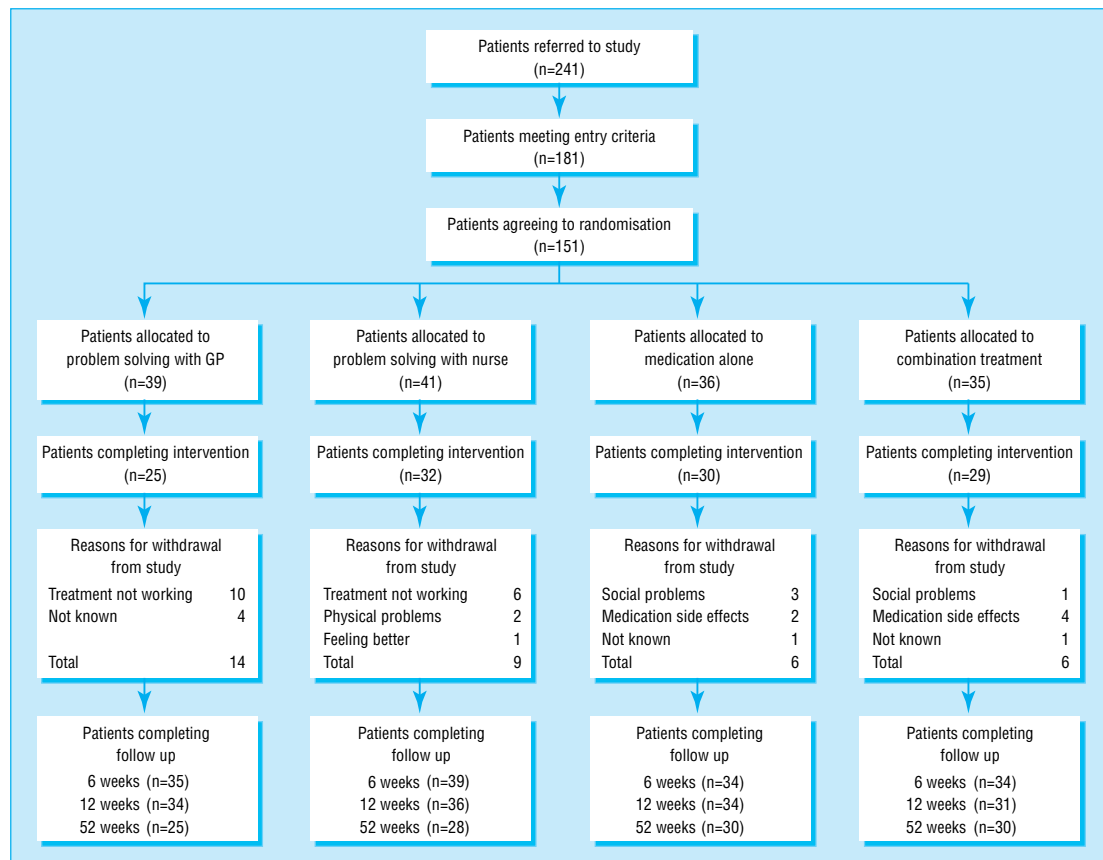 Patients referred to study
(n=241)
Patients meeting entry criteria
(n=181)
Patients agreeing to randomisation
(n=151)
Patients allocated to
problem solving with GP
(n=39)
Patients allocated to
problem solving with nurse
(n=41)
Patients allocated to
medication alone
(n=36)
Patients allocated to
combination treatment
(n=35)
Patients completing intervention
(n=25)
Patients completing intervention
(n=32)
Patients completing intervention
(n=30)
Patients completing intervention
(n=29)
Reasons for withdrawal
from study
Treatment not working 10
Not known 4
Total 14
Reasons for withdrawal
from study
Treatment not working 6
Physical problems 2
Feeling better 1
Total 9
Reasons for withdrawal
from study
Social problems 3
Medication side effects 2
Not known 1
Total 6
Reasons for withdrawal
from study
Social problems 1
Medication side effects 4
Not known 1
Total 6
Patients completing
follow up
6 weeks (n=35)
12 weeks (n=34)
52 weeks (n=25)
Patients completing
follow up
6 weeks (n=39)
12 weeks (n=36)
52 weeks (n=28)
Patients completing
follow up
6 weeks (n=34)
12 weeks (n=34)
52 weeks (n=30)
Patients completing
follow up
6 weeks (n=34)
12 weeks (n=31)
52 weeks (n=30)